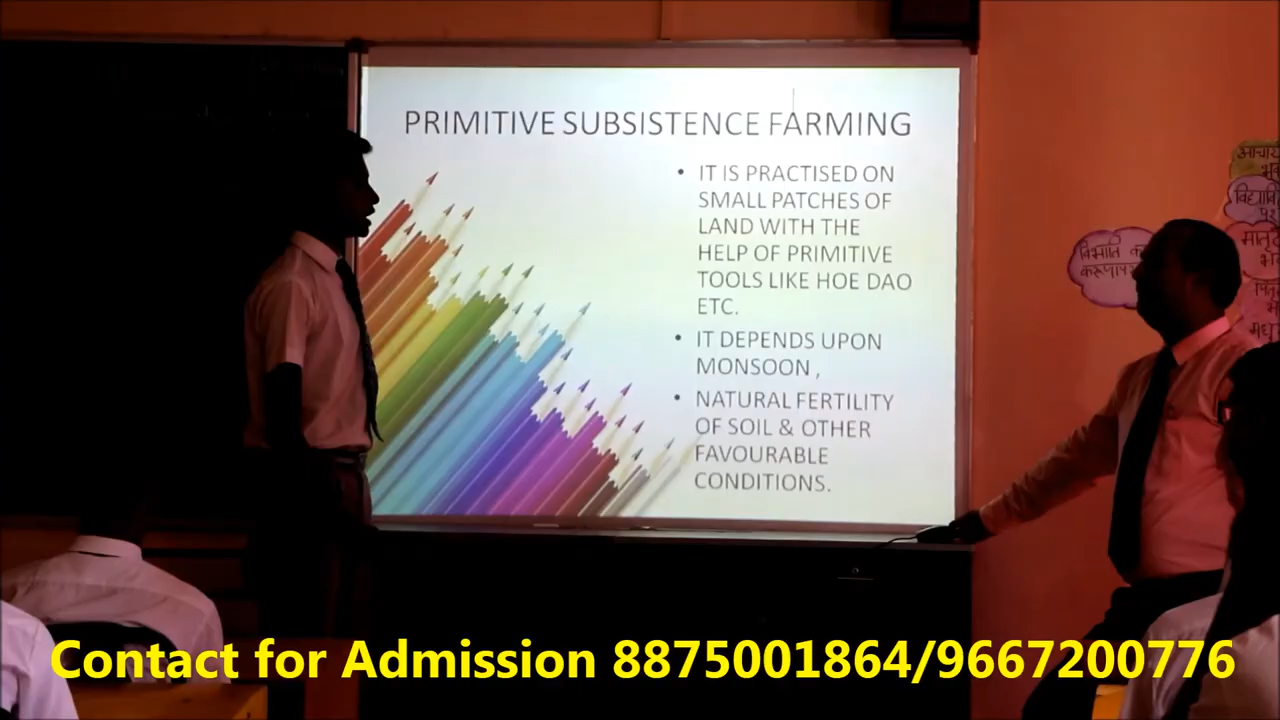 PRIMITIVE SUBSISTENCE FARMING
• IT IS PRACTISED ON
SMALL PATCHES OF
LAND WITH THE
HELP OF PRIMITIVE
TOOLS LIKE HOE DAO
ETC.
• IT DEPENDS UPON
MONSOON ,
• NATURAL FERTILITY
OF SOIL & OTHER
FAVOURABLE
CONDITIONS.
आचार्य
विभाति
Contact for Admission 8875001864/9667200776